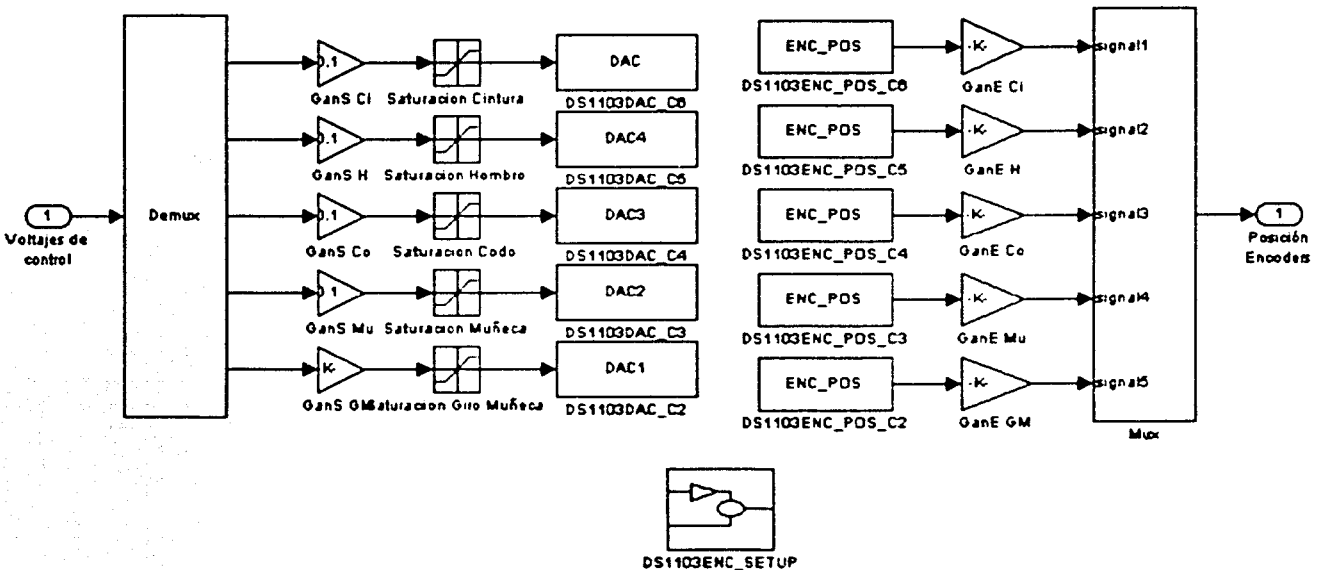 1
Voltajes de
control
Demux
0.1
GanS Ci
Saturacion Cintura
DAC
DS1103DAC_C6
0.1
GanS H
Saturacion Hombro
DAC4
DS1103DAC_C5
0.1
GanS Co
Saturacion Codo
DAC3
DS1103DAC_C4
0.1
GanS Mu
Saturacion Muñeca
DAC2
DS1103DAC_C3
K-
GanS GM
Saturacion Giro Muñeca
DAC1
DS1103DAC_C2
ENC_POS
DS1103ENC_POS_C6
-K-
GanE Ci
signal1
ENC_POS
DS1103ENC_POS_C5
-K-
GanE H
signal2
ENC_POS
DS1103ENC_POS_C4
-K-
GanE Co
signal3
ENC_POS
DS1103ENC_POS_C3
-K-
GanE Mu
signal4
ENC_POS
DS1103ENC_POS_C2
-K-
GanE GM
signal5
Mux
1
Posición
Encoders
DS1103ENC_SETUP